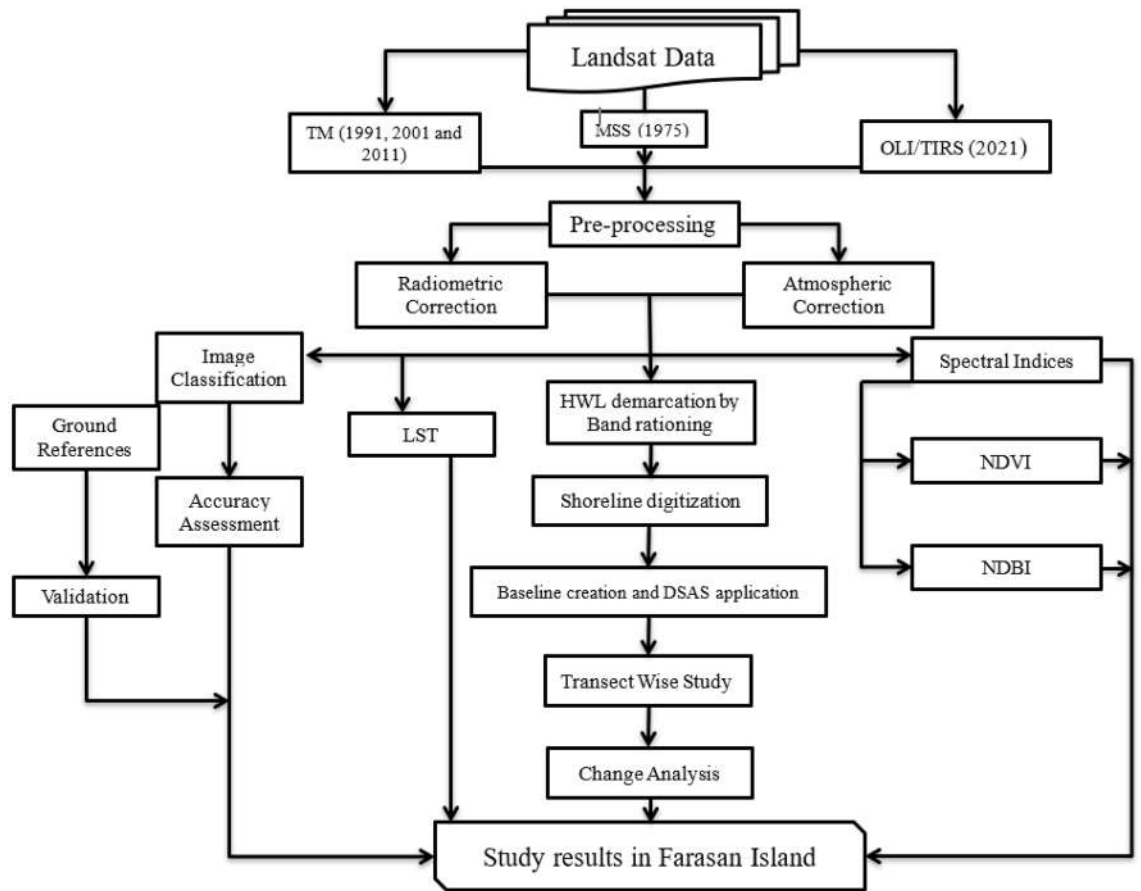 Landsat Data
TM (1991, 2001 and
2011)
MSS (1975)
OLI/TIRS (2021)
Pre-processing
Radiometric
Correction
Atmospheric
Correction
Image
Classification
Spectral Indices
HWL demarcation by
Band rationing
Ground
References
LST
NDVI
Accuracy
Assessment
Shoreline digitization
NDBI
Validation
Baseline creation and DSAS application
Transect Wise Study
Change Analysis
Study results in Farasan Island